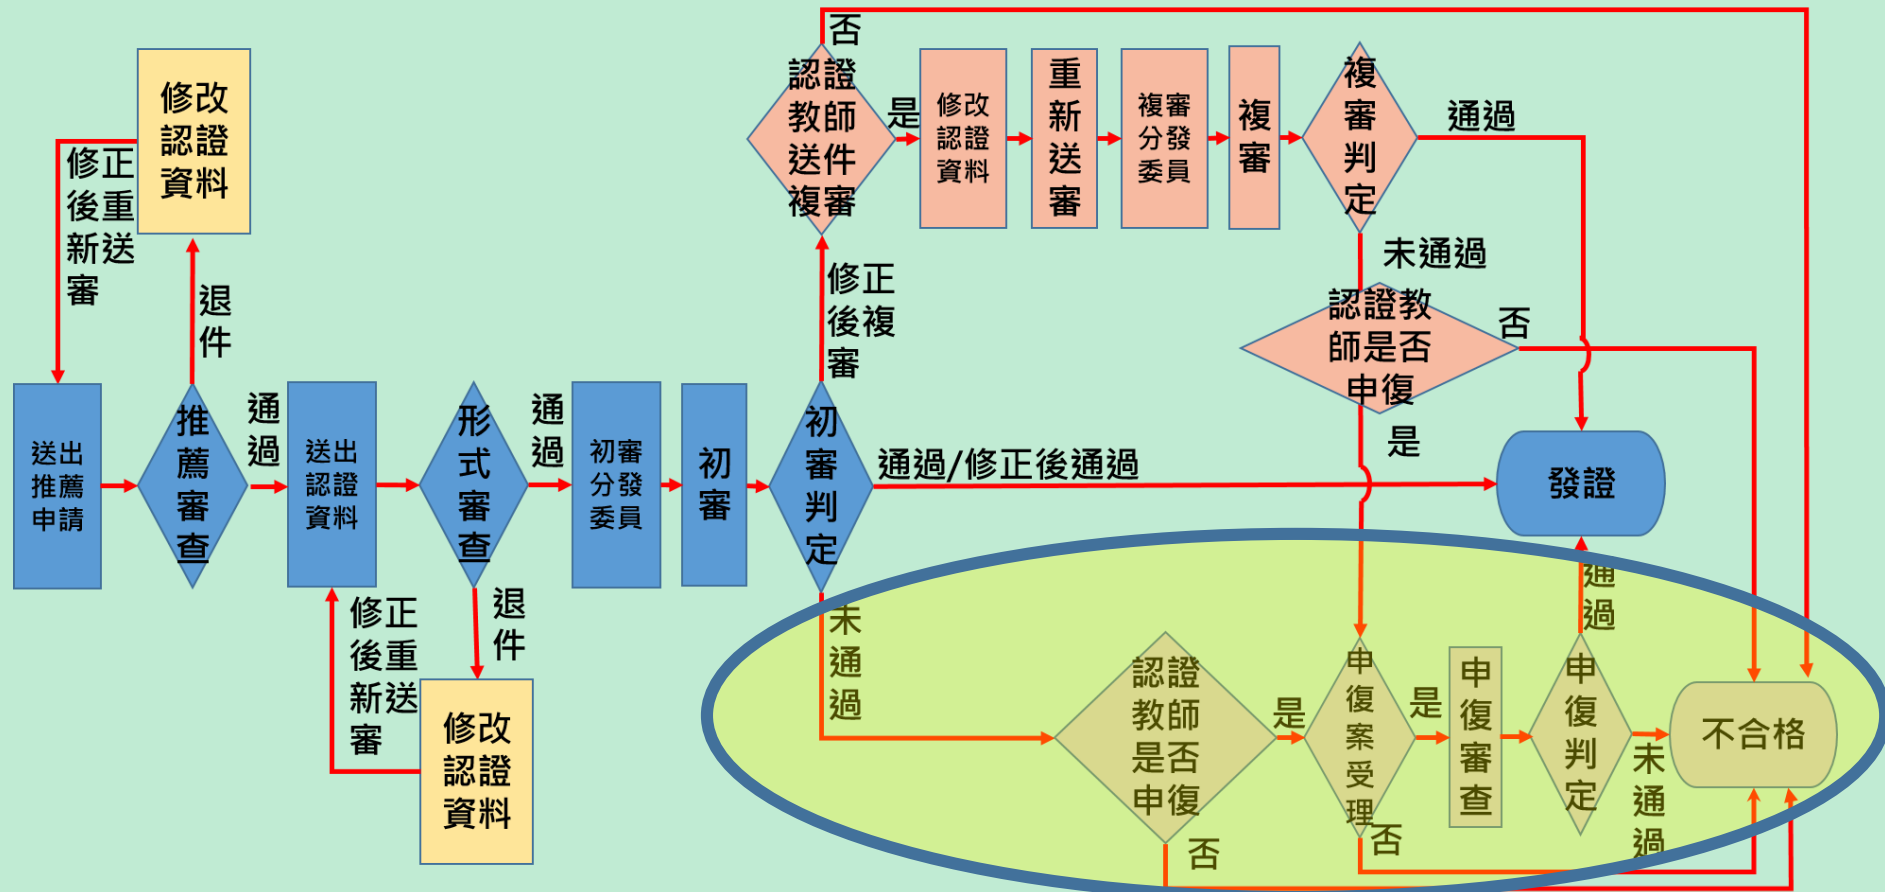 否
認證
教師
送件
複審
是
修改
認證
資料
重
新
送
審
複審
分發
委員
複
審
複
審
判
定
通過
修改
認證
資料
修正
後重
新送
審
退
件
修正
後複
審
未通過
認證教
師是否
申復
否
是
送出
推薦
申請
推
薦
審
查
通
過
送出
認證
資料
形
式
審
查
通
過
初審
分發
委員
初
審
初
審
判
定
通過/修正後通過
發證
修正
後重
新送
審
退
件
修改
認證
資料
未
通
過
認證
教師
是否
申復
是
否
申
復
案
受
理
是
否
申
復
審
查
申
復
判
定
通
過
未
通
過
不合格